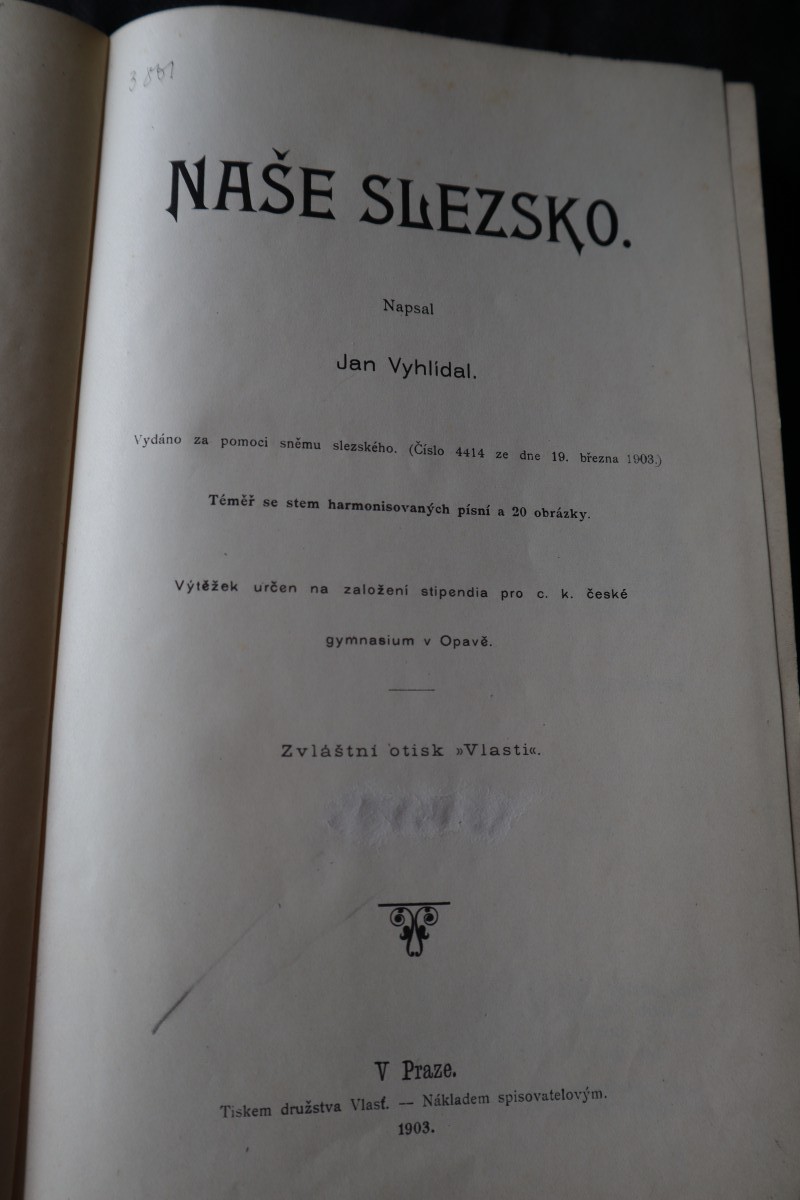 NAŠE SLEZSKO.
Napsal
Jan Vyhlídal.
Vydáno za pomoci sněmu slezského. (Číslo 4414 ze dne 19. března 1903.)
Téměř se stem harmonisovaných písní a 20 obrázky.
Výtěžek určen na založení stipendia pro c. k. české
gymnasium v Opavě.
Zvláštní otisk »Vlasti«.
V Praze.
Tiskem družstva Vlasť. — Nákladem spisovatelovým.
1903.